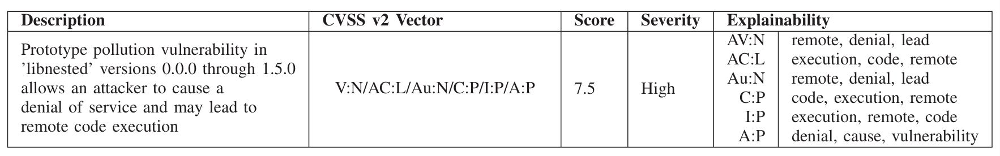 Description CVSS v2 Vector Score Severity Explainability
Prototype pollution vulnerability in
'libnested' versions 0.0.0 through 1.5.0
allows an attacker to cause a
denial of service and may lead to
remote code execution
V:N/AC:L/Au:N/C:P/I:P/A:P
7.5
High
AV:N remote, denial, lead
AC:L execution, code, remote
Au:N remote, denial, lead
C:P code, execution, remote
I:P execution, remote, code
A:P denial, cause, vulnerability